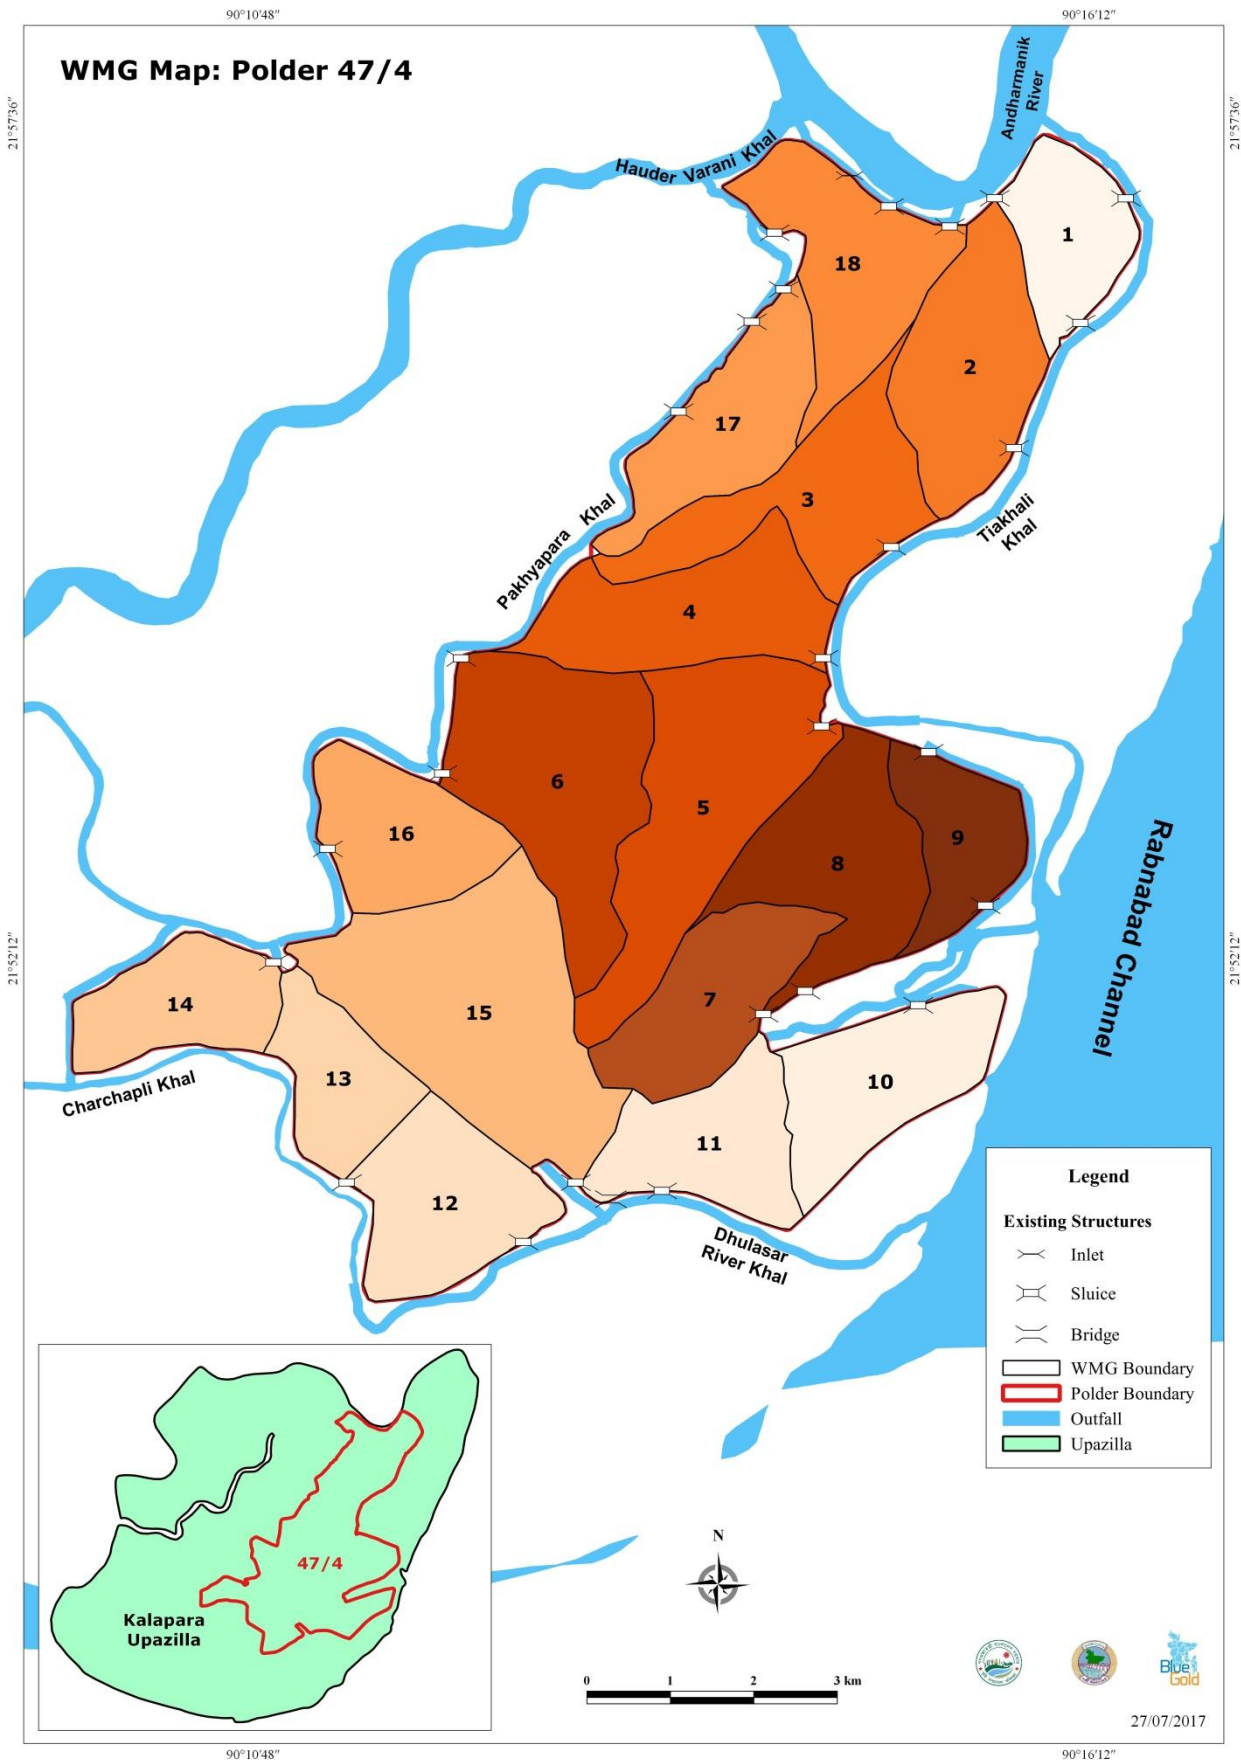 90°10'48"
90°16'12"
WMG Map: Polder 47/4
21°57'36"
21°57'36"
Andharmanik
River
Hauder Varani Khal
1
18
2
17
3
Pakhyapara Khal
Tiakhali
Khal
4
6
5
16
8
9
Rabnabad Channel
21°52'12"
21°52'12"
14
15
7
13
10
Charchapli Khal
11
12
Dhulasar
River Khal
Legend
Existing Structures
Inlet
Sluice
Bridge
WMG Boundary
Polder Boundary
Outfall
Upazilla
47/4
Kalapara
Upazilla
N
0 1 2 3 km
Blue
Gold
27/07/2017
90°10'48"
90°16'12"